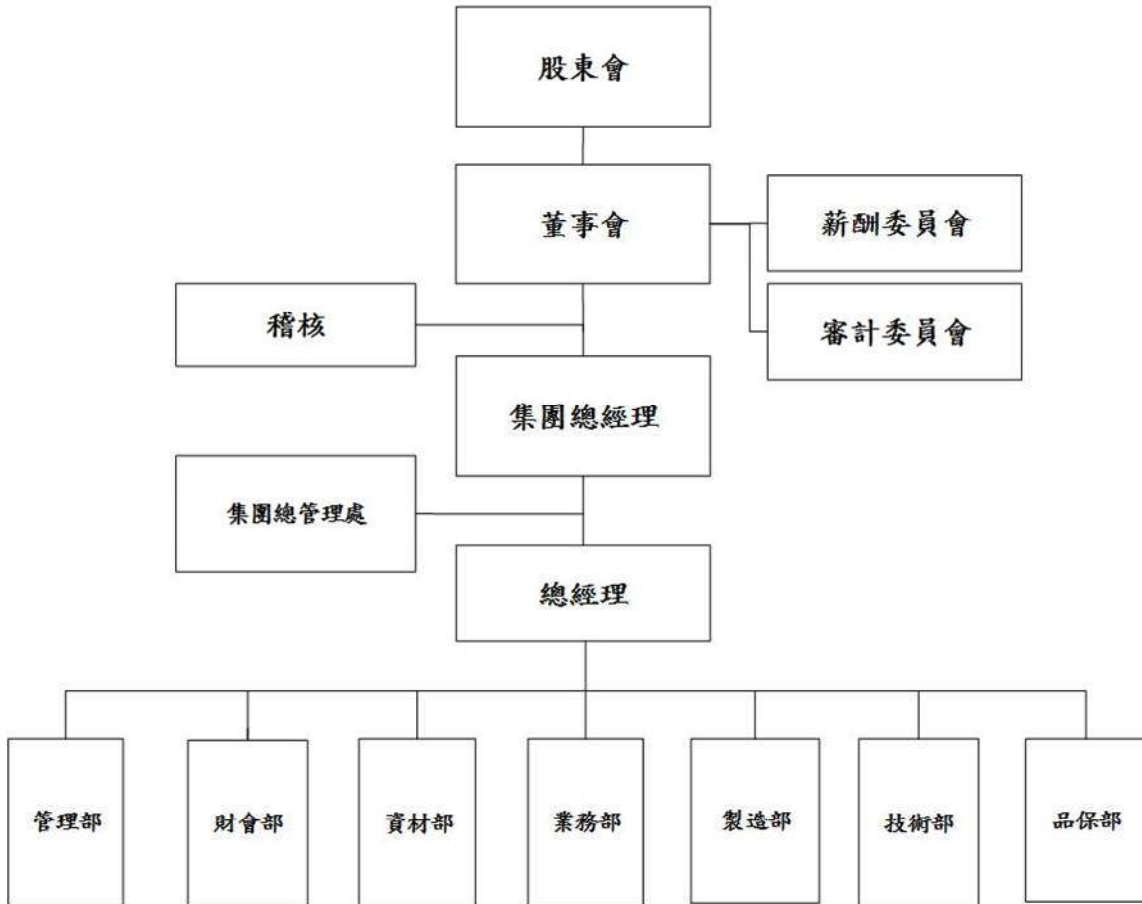 股東會
董事會
薪酬委員會
稽核
審計委員會
集團總經理
集團總管理處
總經理
管理部
財會部
資材部
業務部
製造部
技術部
品保部